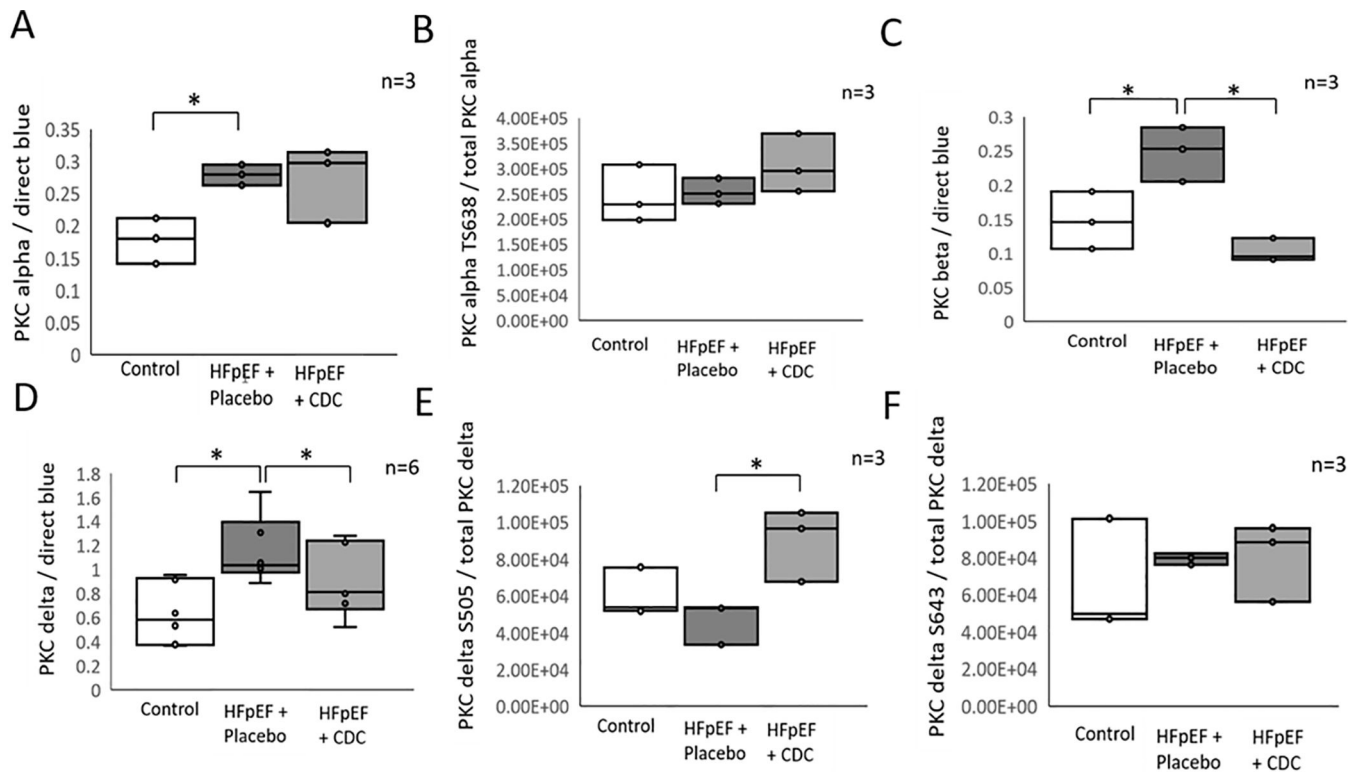 A
n=3
*
PKC alpha / direct blue
0.35
0.3
0.25
0.2
0.15
0.1
0.05
0
Control
HFpEF +
Placebo
HFpEF
+ CDC
B
n=3
PKC alpha TS638 / total PKC alpha
4.00E+05
3.50E+05
3.00E+05
2.50E+05
2.00E+05
1.50E+05
1.00E+05
5.00E+04
0.00E+00
Control
HFpEF +
Placebo
HFpEF
+ CDC
C
n=3
* *
PKC beta / direct blue
0.3
0.25
0.2
0.15
0.1
0.05
0
Control
HFpEF +
Placebo
HFpEF
+ CDC
D
n=6
* *
PKC delta / direct blue
1.8
1.6
1.4
1.2
1
0.8
0.6
0.4
0.2
0
Control
HFpEF +
Placebo
HFpEF
+ CDC
E
n=3
*
PKC delta S505 / total PKC delta
1.20E+05
1.00E+05
8.00E+04
6.00E+04
4.00E+04
2.00E+04
0.00E+00
Control
HFpEF +
Placebo
HFpEF
+ CDC
F
n=3
PKC delta S643 / total PKC delta
1.20E+05
1.00E+05
8.00E+04
6.00E+04
4.00E+04
2.00E+04
0.00E+00
Control
HFpEF +
Placebo
HFpEF
+ CDC